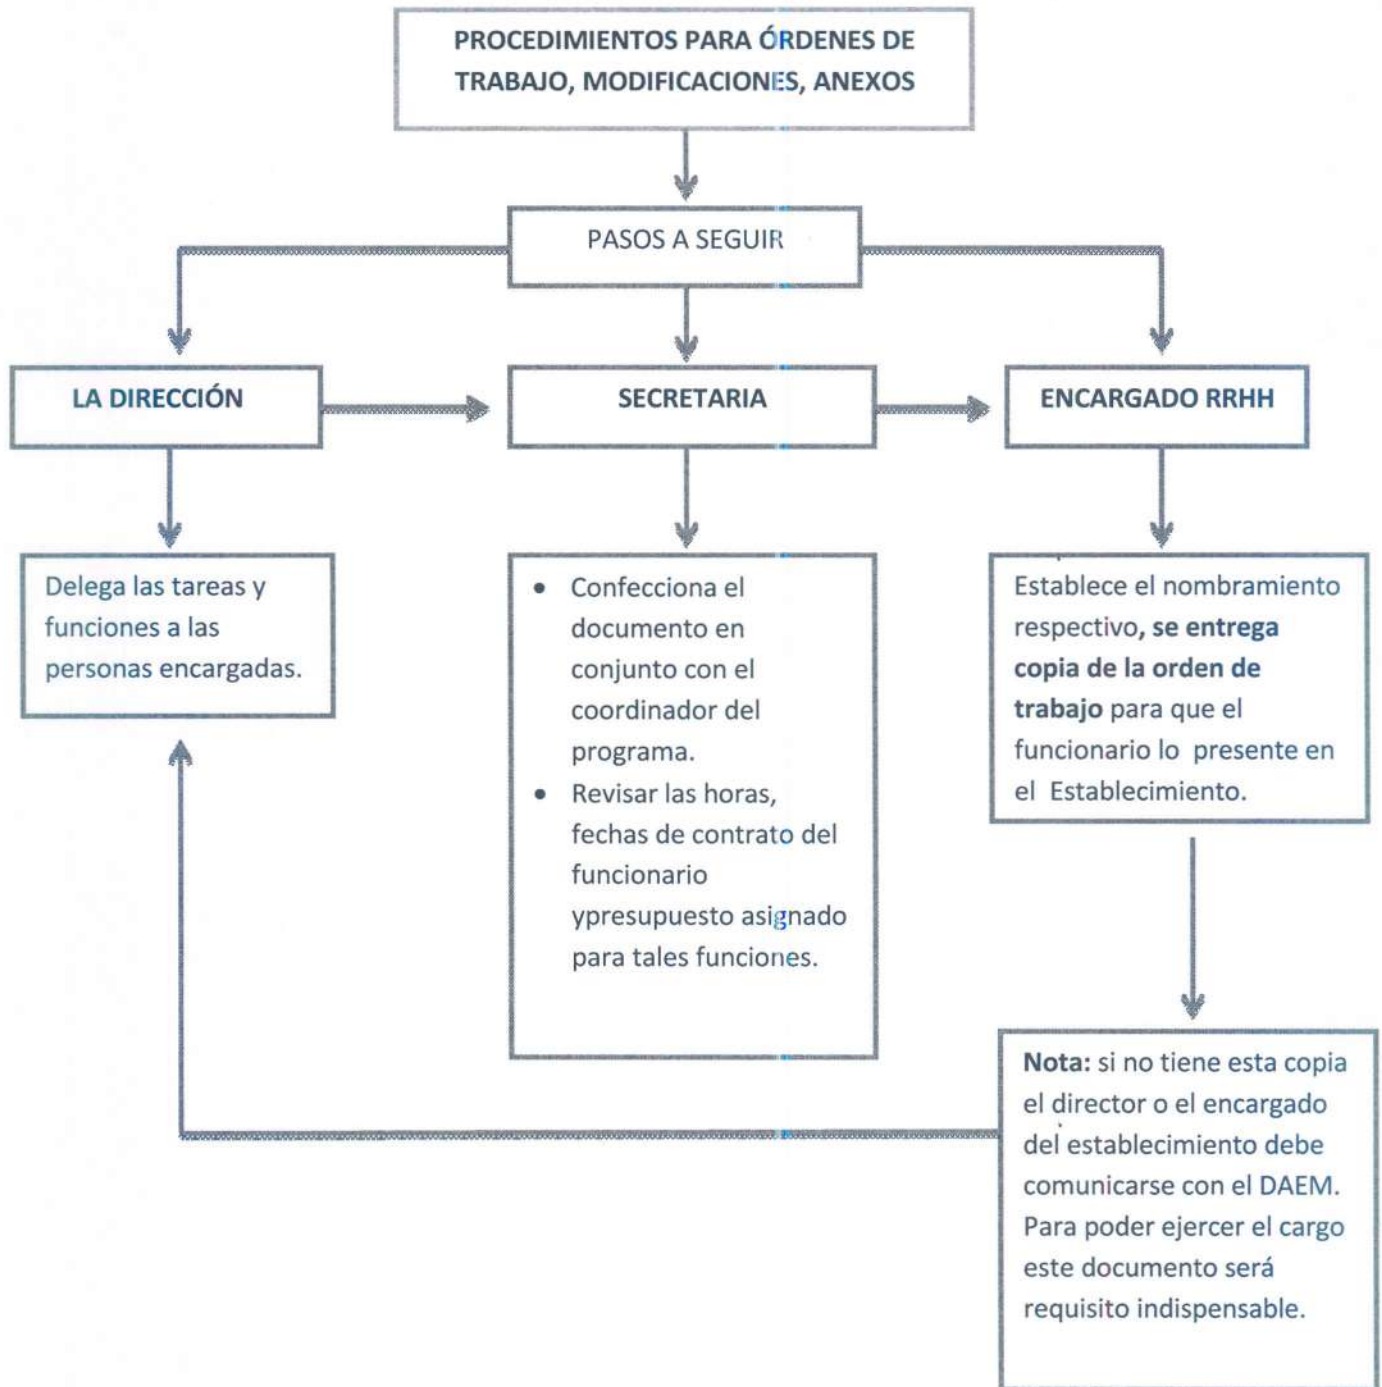 PROCEDIMIENTOS PARA ÓRDENES DE
TRABAJO, MODIFICACIONES, ANEXOS
PASOS A SEGUIR
LA DIRECCIÓN
SECRETARIA
ENCARGADO RRHH
Delega las tareas y
funciones a las
personas encargadas.
• Confecciona el
documento en
conjunto con el
coordinador del
programa.
• Revisar las horas,
fechas de contrato del
funcionario
ypresupuesto asignado
para tales funciones.
Establece el nombramiento
respectivo, se entrega
copia de la orden de
trabajo para que el
funcionario lo presente en
el Establecimiento.
Nota: si no tiene esta copia
el director o el encargado
del establecimiento debe
comunicarse con el DAEM.
Para poder ejercer el cargo
este documento será
requisito indispensable.